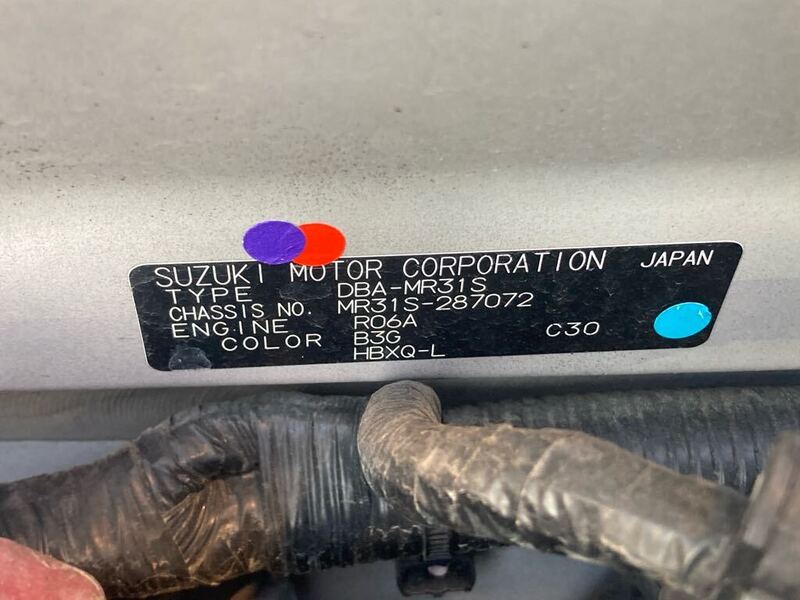 SUZUKI MOTOR CORPORATION JAPAN
TYPE DBA-MR31S
CHASSIS NO. MR31S-287072
ENGINE R06A C30
COLOR B3G
HBXQ-L